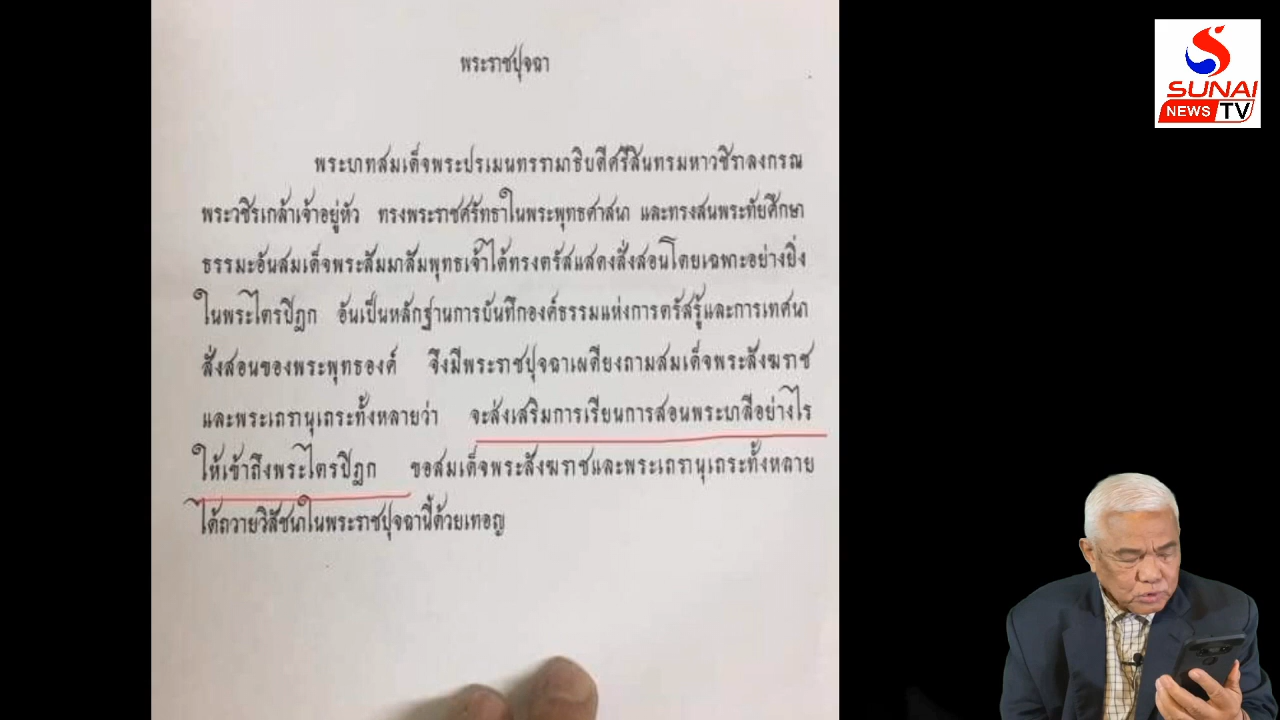 พระราชปุจฉา
พระบาทสมเด็จพระปรเมนทรรามาธิบดีศรีสินทรมหาวชิราลงกรณ
พระวชิรเกล้าเจ้าอยู่หัว ทรงพระราชศรัทธาในพระพุทธศาสนา และทรงสนพระทัยศึกษา
ธรรมะอันสมเด็จพระสัมมาสัมพุทธเจ้าได้ทรงตรัสแสดงสั่งสอนโดยเฉพาะอย่างยิ่ง
ในพระไตรปิฎก อันเป็นหลักฐานการบันทึกองค์ธรรมแห่งการตรัสรู้และการเทศนา
สั่งสอนของพระพุทธองค์ จึงมีพระราชปุจฉาเผดียงถามสมเด็จพระสังฆราช
และพระเถรานุเถระทั้งหลายว่า จะส่งเสริมการเรียนการสอนพระบาลีอย่างไร
ให้เข้าถึงพระไตรปิฎก ขอสมเด็จพระสังฆราชและพระเถรานุเถระทั้งหลาย
ได้ถวายวิสัชนาในพระราชปุจฉานี้ด้วยเทอญ
SUNAI
NEWS TV